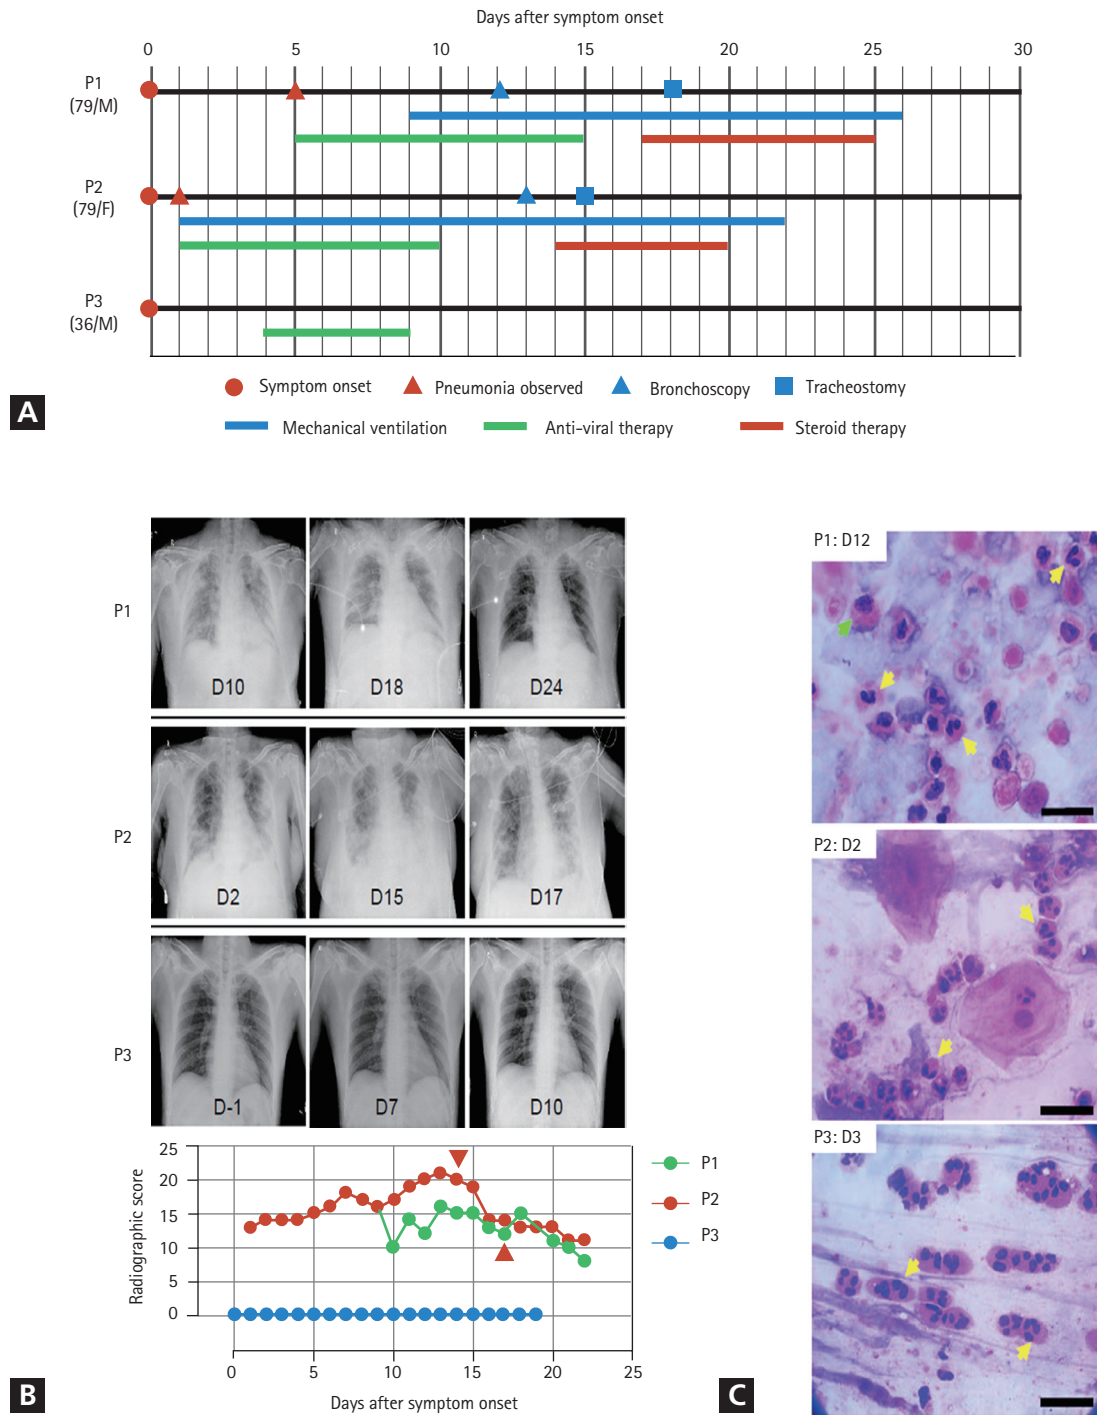 Days after symptom onset
0 5 10 15 20 25 30
P1
(79/M)
P2
(79/F)
P3
(36/M)
Symptom onset Pneumonia observed Bronchoscopy Tracheostomy
Mechanical ventilation Anti-viral therapy Steroid therapy
A
P1
D10 D18 D24
P2
D2 D15 D17
P3
D-1 D7 D10
Radiographic score
25
20
15
10
5
0
0 5 10 15 20 25
Days after symptom onset
P1
P2
P3
B
P1: D12
P2: D2
P3: D3
C